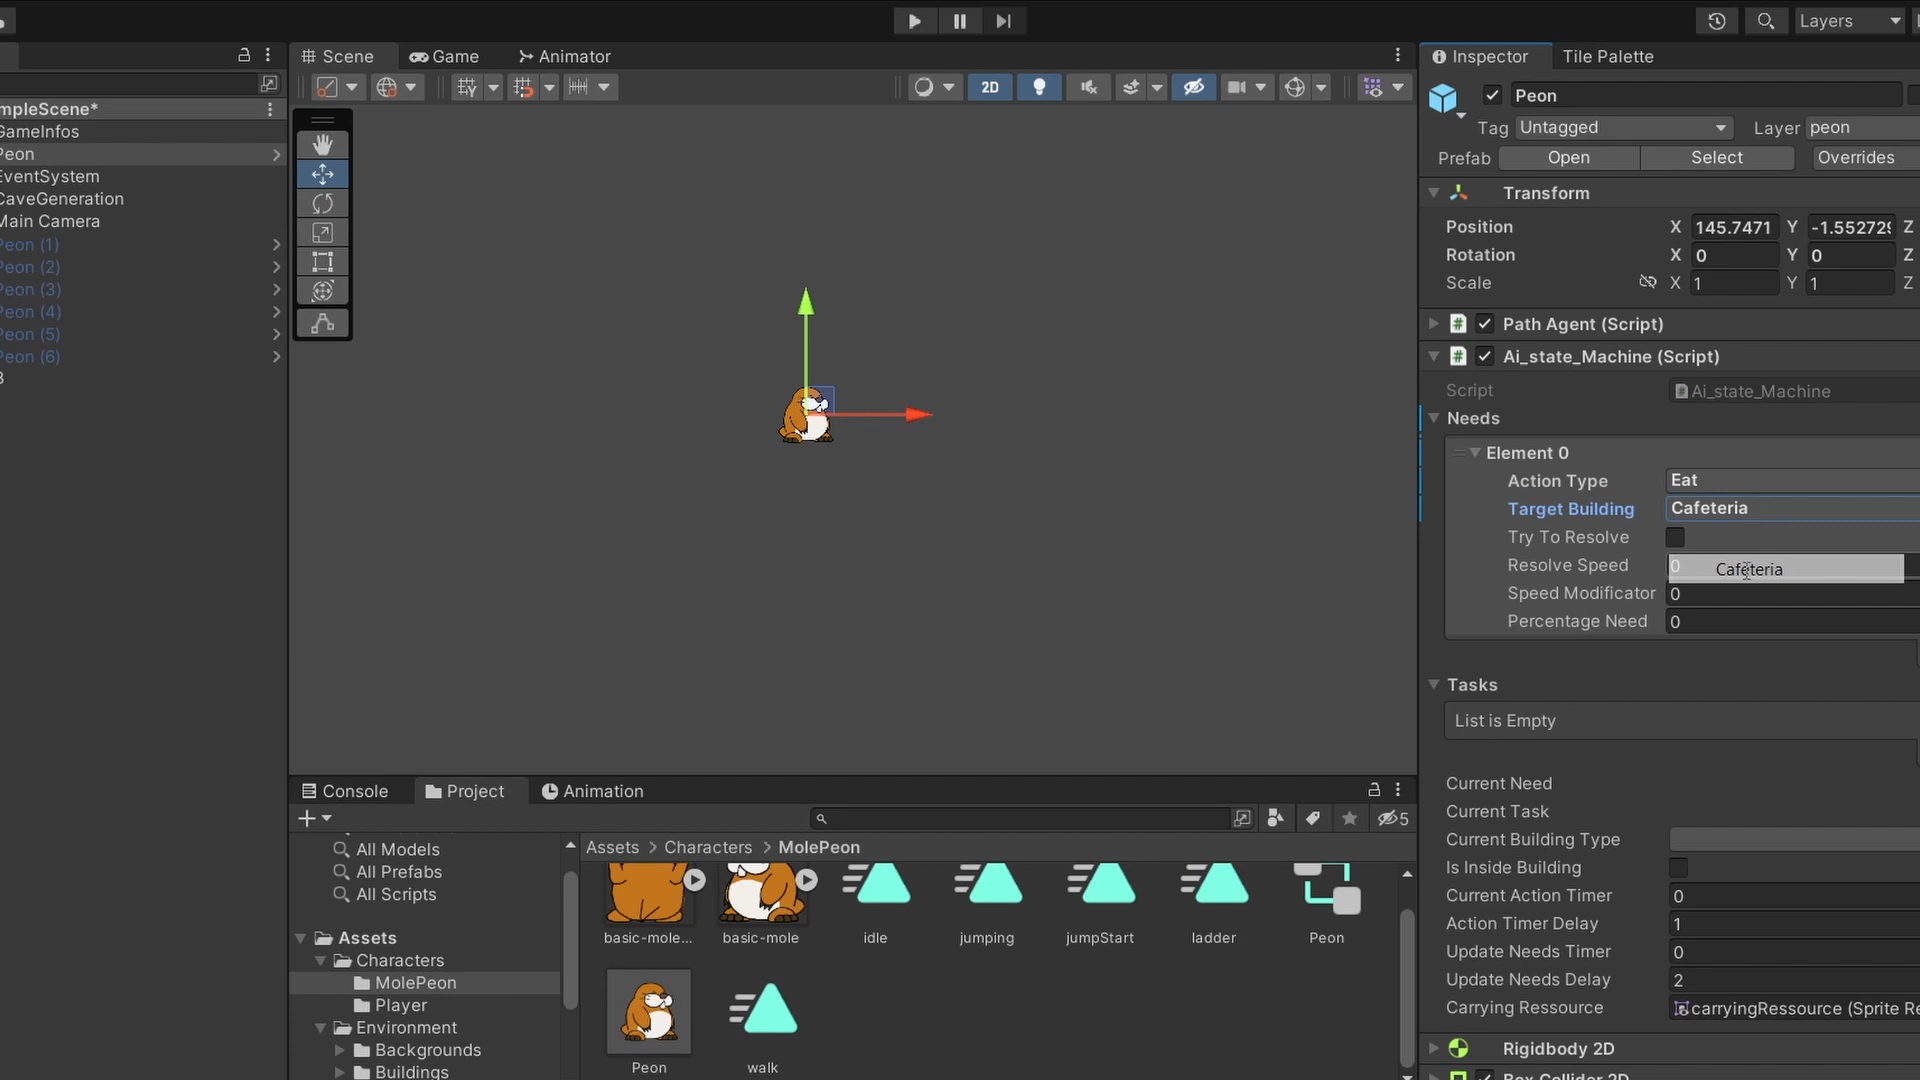 Layers
mpleScene*
GameInfos
Peon
EventSystem
CaveGeneration
Main Camera
Peon (1)
Peon (2)
Peon (3)
Peon (4)
Peon (5)
Peon (6)
Scene
Game
Animator
2D
Inspector
Tile Palette
Peon
Tag
Untagged
Layer
peon
Prefab
Open
Select
Overrides
Transform
Position
X
145.7471
Y
-1.552729
Z
Rotation
X
0
Y
0
Z
Scale
X
1
Y
1
Z
Path Agent (Script)
Ai_state_Machine (Script)
Script
Ai_state_Machine
Needs
Element 0
Action Type
Eat
Target Building
Cafeteria
Try To Resolve
Resolve Speed
0
Cafeteria
Speed Modificator
0
Percentage Need
0
Tasks
List is Empty
Current Need
Current Task
Current Building Type
Is Inside Building
Current Action Timer
0
Action Timer Delay
1
Update Needs Timer
0
Update Needs Delay
2
Carrying Ressource
carryingRessource (Sprite Re
Rigidbody 2D
Box Collider 2D
Console
Project
Animation
5
All Models
All Prefabs
All Scripts
Assets
Characters
MolePeon
Player
Environment
Backgrounds
Buildings
Assets > Characters > MolePeon
basic-mole...
basic-mole
idle
jumping
jumpStart
ladder
Peon
Peon
walk